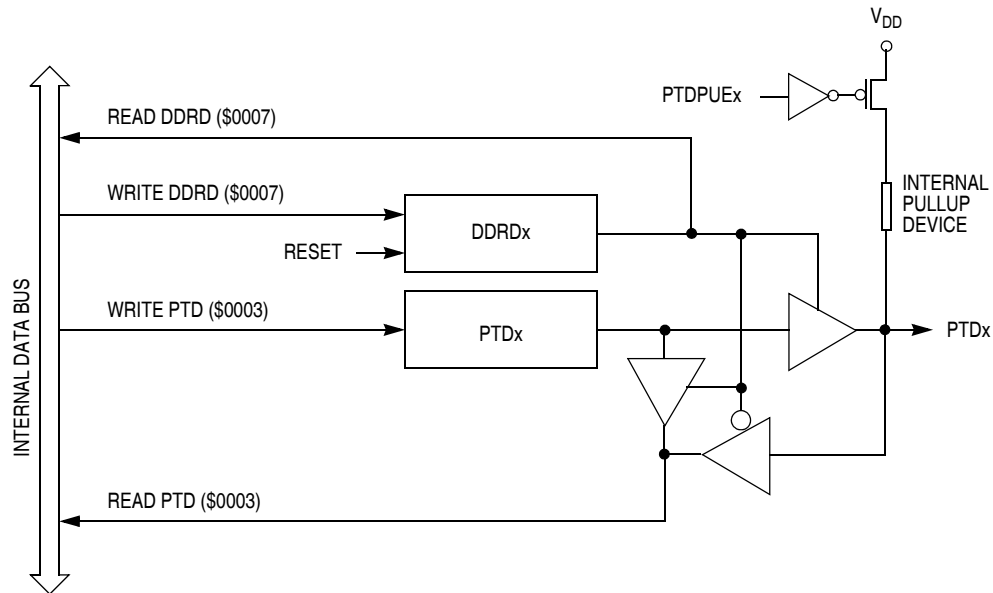 VDD
PTDPUEx
READ DDRD ($0007)
WRITE DDRD ($0007)
INTERNAL
PULLUP
DEVICE
DDRDx
RESET
WRITE PTD ($0003)
PTDx
PTDx
INTERNAL DATA BUS
READ PTD ($0003)